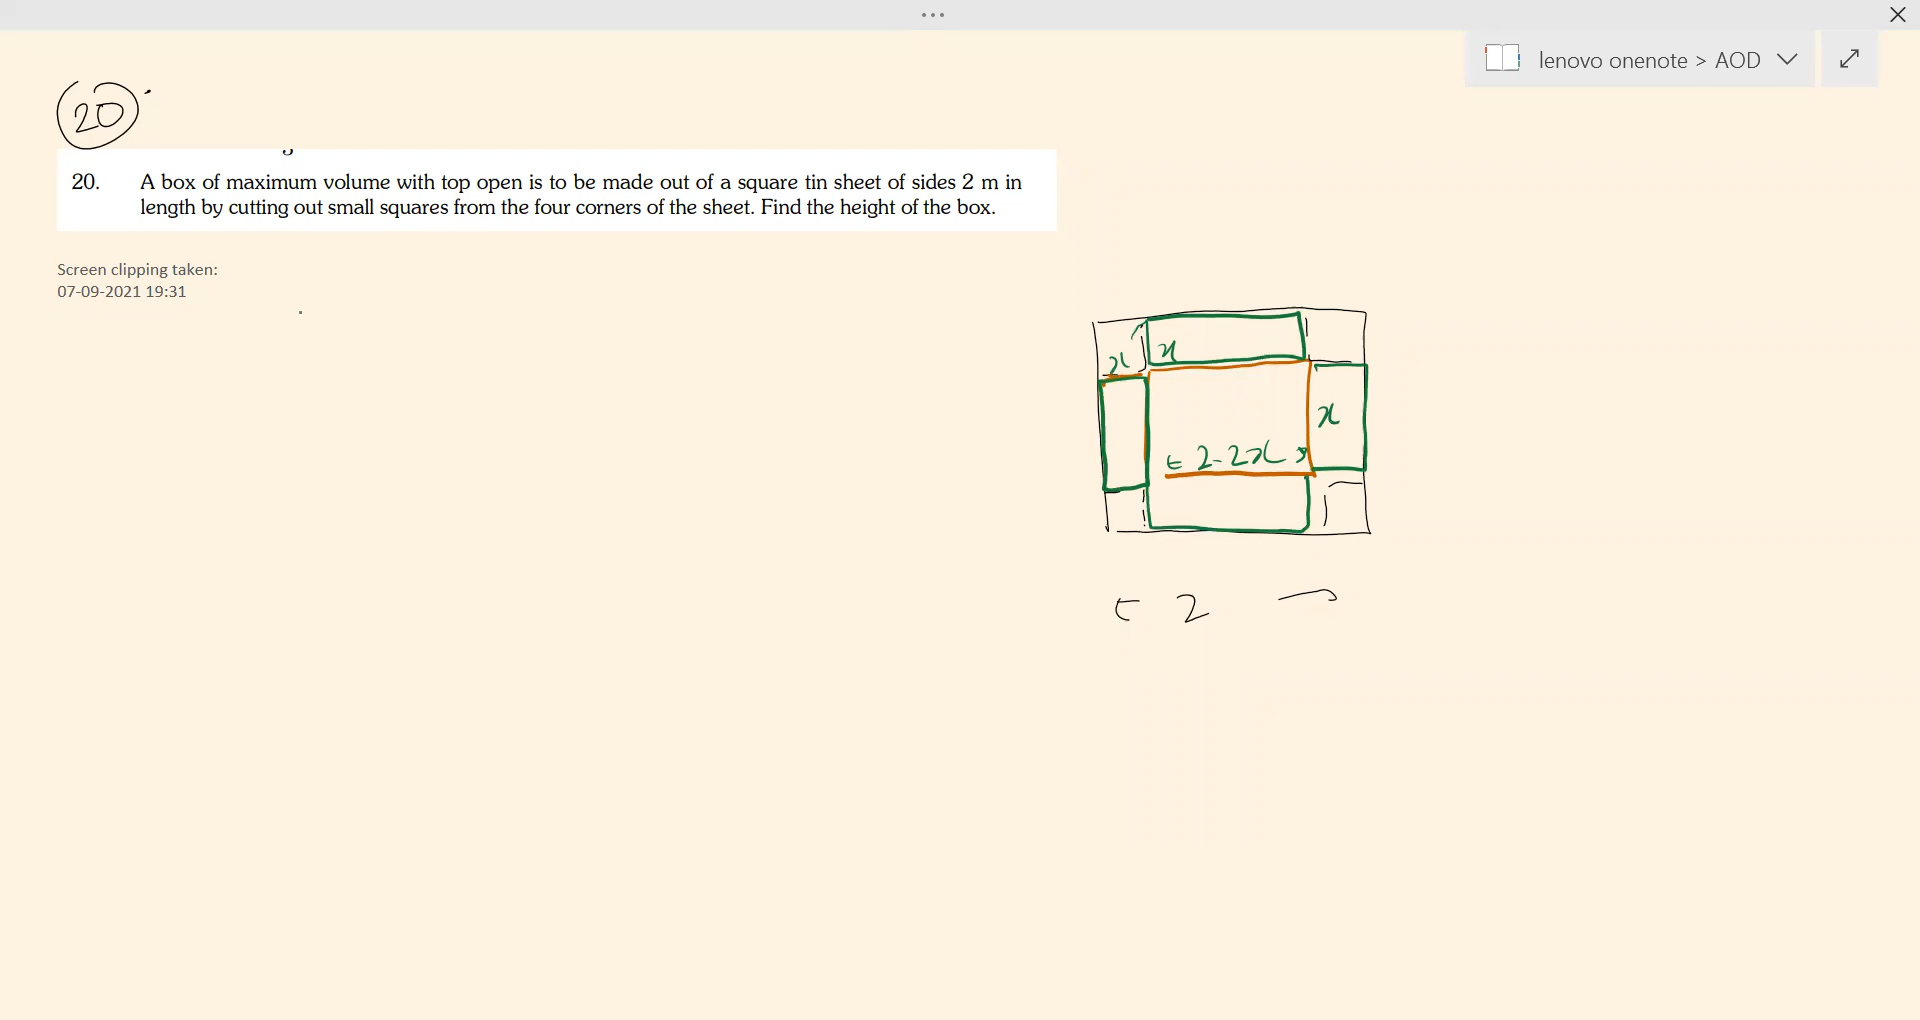 lenovo onenote > AOD
20
20. A box of maximum volume with top open is to be made out of a square tin sheet of sides 2 m in
length by cutting out small squares from the four corners of the sheet. Find the height of the box.
Screen clipping taken:
07-09-2021 19:31
x x
x
2-2x
2